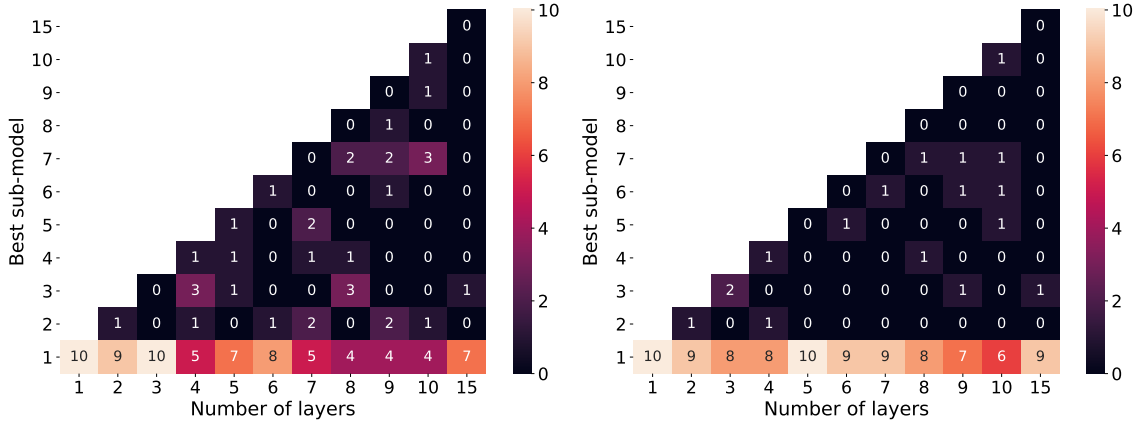 15 0 10
10 1 0
9 0 1 0 8
8 0 1 0 0
7 0 2 2 3 0 6
6 1 0 0 1 0 0
5 1 0 2 0 0 0 0 4
4 1 1 0 1 1 0 0 0
3 0 3 1 0 0 3 0 0 1 2
2 1 0 1 0 1 2 0 2 1 0
1 10 9 10 5 7 8 5 4 4 4 7 0
1 2 3 4 5 6 7 8 9 10 15
Number of layers
Best sub-model
15 0 10
10 1 0
9 0 0 0 8
8 0 0 0 0
7 0 1 1 1 0 6
6 0 1 0 1 1 0
5 0 1 0 0 0 1 0 4
4 1 0 0 0 1 0 0 0
3 2 0 0 0 0 0 1 0 1 2
2 1 0 1 0 0 0 0 0 0 0
1 10 9 8 8 10 9 9 8 7 6 9 0
1 2 3 4 5 6 7 8 9 10 15
Number of layers
Best sub-model